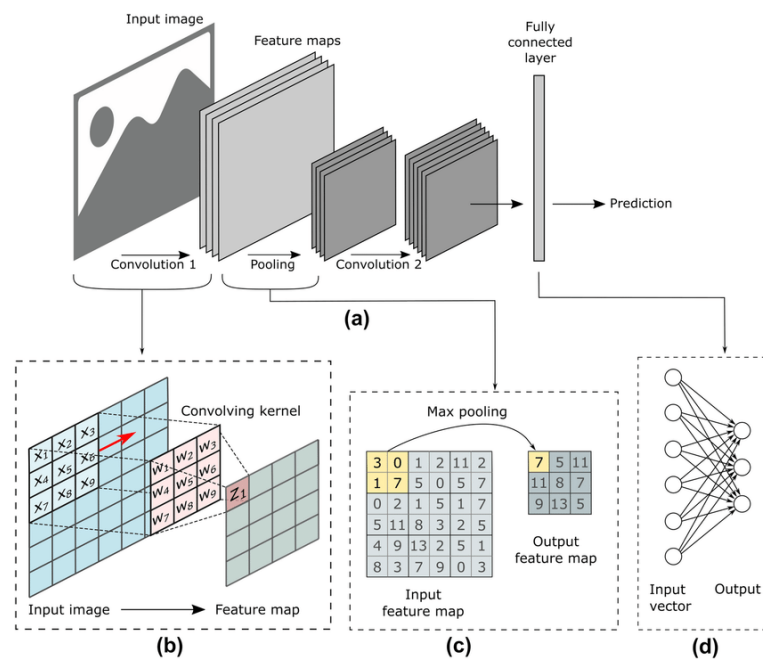 Input image
Feature maps
Fully
connected
layer
Prediction
Convolution 1
Pooling
Convolution 2
(a)
Convolving kernel
x1 x2 x3
x4 x5 x6
x7 x8 x9
w1 w2 w3
w4 w5 w6
w7 w8 w9
z1
Input image
Feature map
(b)
Max pooling
3 0 1 2 11 2
1 7 5 0 5 7
0 2 1 5 1 7
5 11 8 3 2 5
4 9 13 2 5 1
8 3 7 9 0 3
7 5 11
11 8 7
9 13 5
Input
feature map
Output
feature map
(c)
Input
vector
Output
(d)